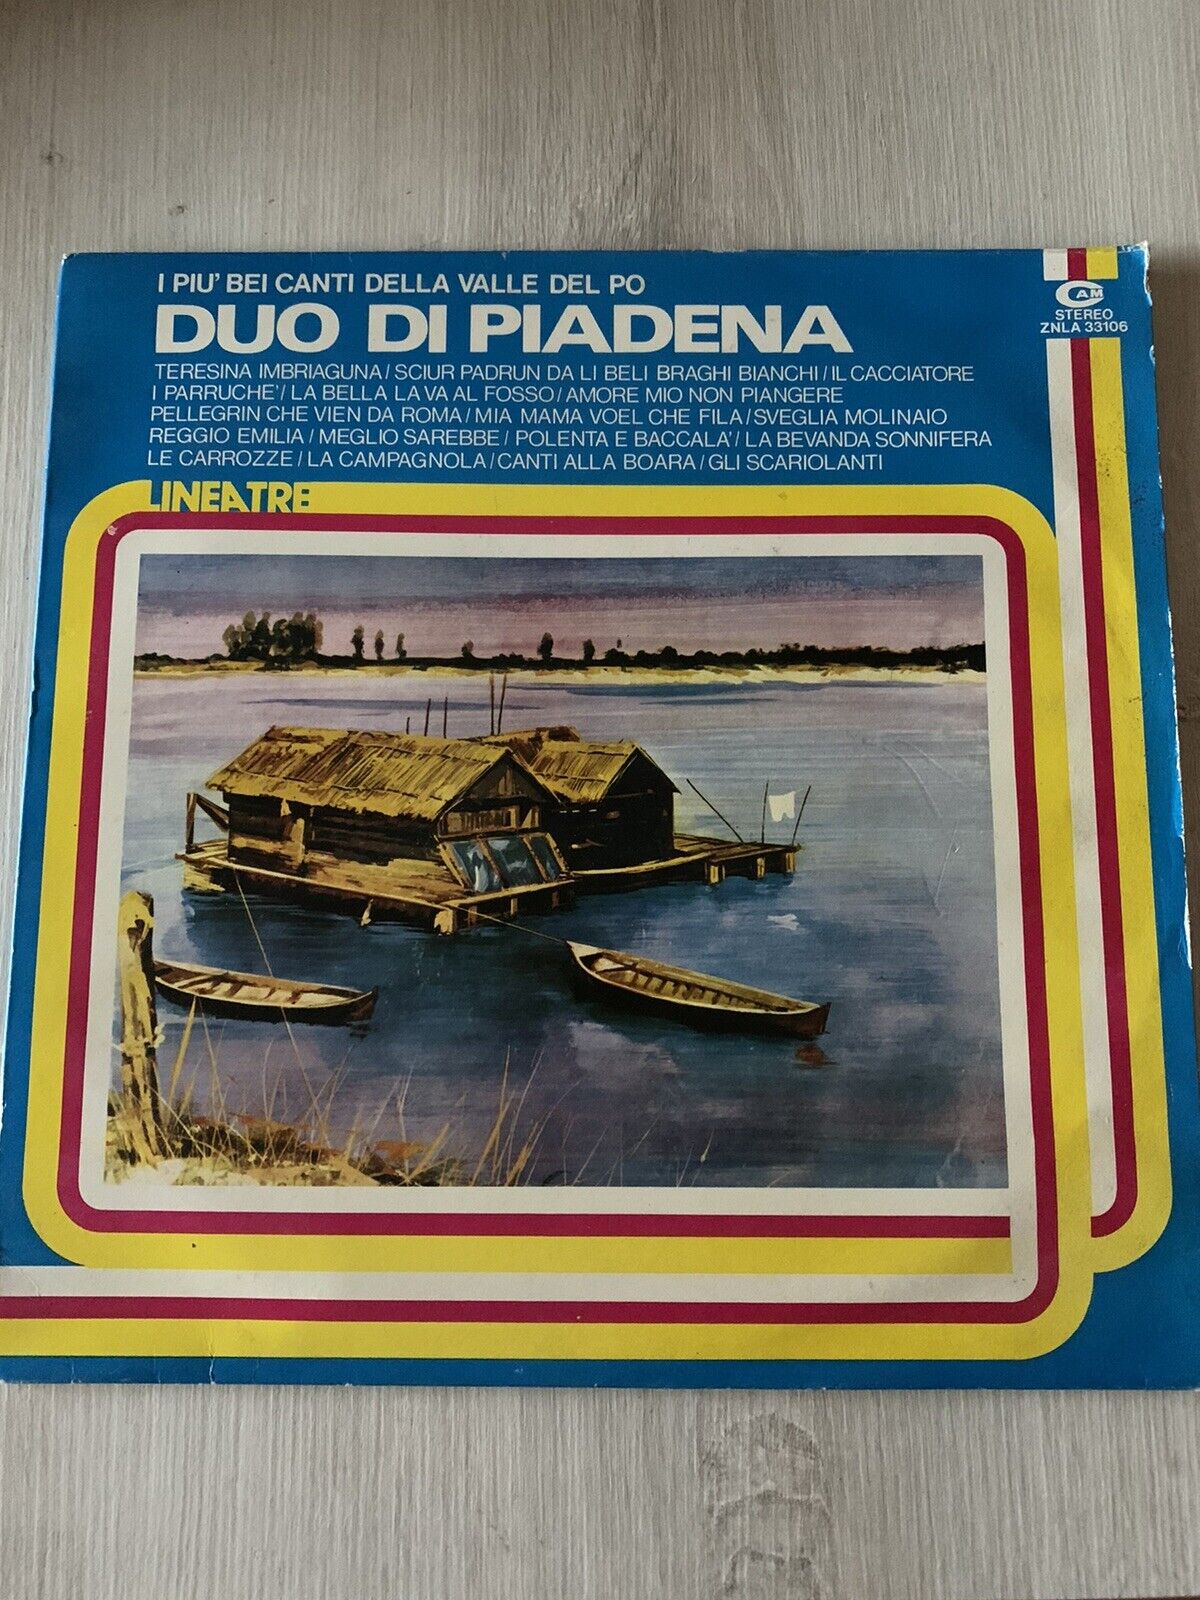 I PIU' BEI CANTI DELLA VALLE DEL PO
DUO DI PIADENA
TERESINA IMBRIAGUNA/SCIUR PADRUN DA LI BELI BRAGHI BIANCHI/IL CACCIATORE
I PARRUCHE'/LA BELLA LA VA AL FOSSO/AMORE MIO NON PIANGERE
PELLEGRIN CHE VIEN DA ROMA/MIA MAMA VOEL CHE FILA/SVEGLIA MOLINAIO
REGGIO EMILIA/MEGLIO SAREBBE/POLENTA E BACCALA'/LA BEVANDA SONNIFERA
LE CARROZZE/LA CAMPAGNOLA/CANTI ALLA BOARA/GLI SCARIOLANTI
LINEATRE
CAM
STEREO
ZNLA 33106